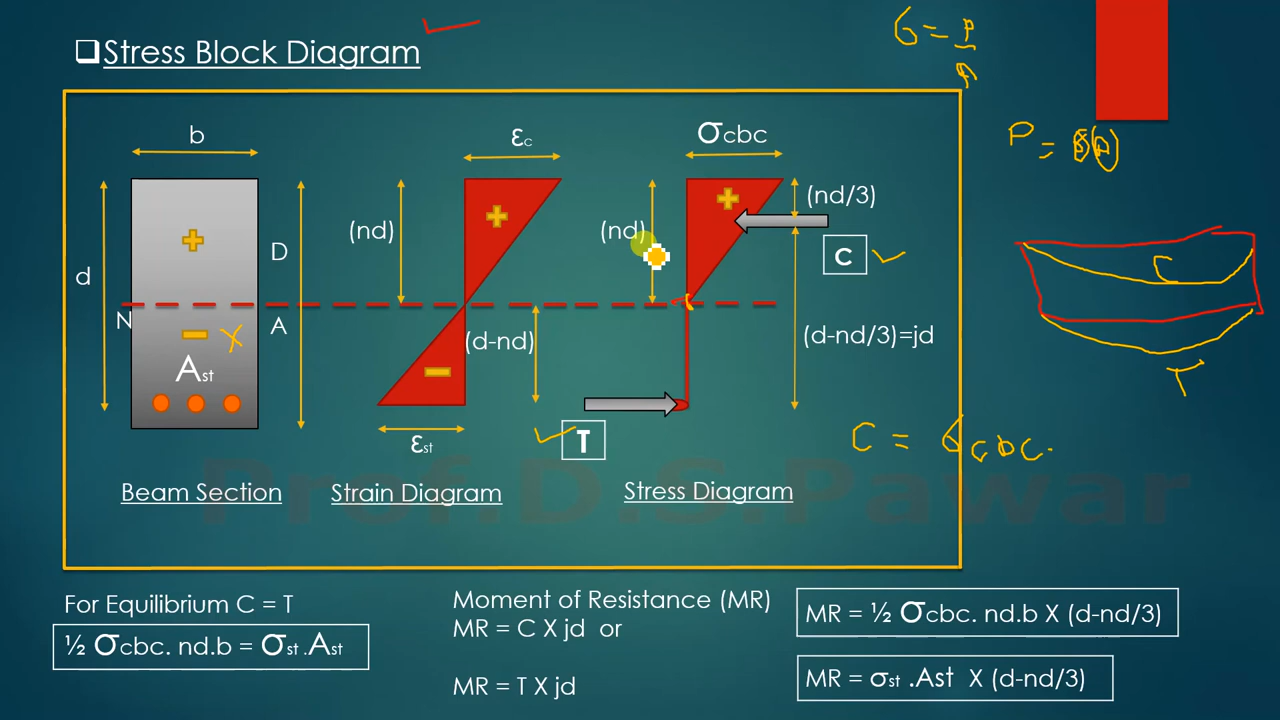 ❑Stress Block Diagram
σ = P/A
P = σ(A)
b
εc
σcbc
(nd/3)
(nd)
(nd)
C
d
D
N
A
(d-nd)
(d-nd/3)=jd
Ast
C
T
εst
T
C = σcbc.
Prof.D.S.Pawar
Beam Section
Strain Diagram
Stress Diagram
For Equilibrium C = T
½ σcbc. nd.b = σst .Ast
Moment of Resistance (MR)
MR = C X jd or
MR = T X jd
MR = ½ σcbc. nd.b X (d-nd/3)
MR = σst .Ast X (d-nd/3)